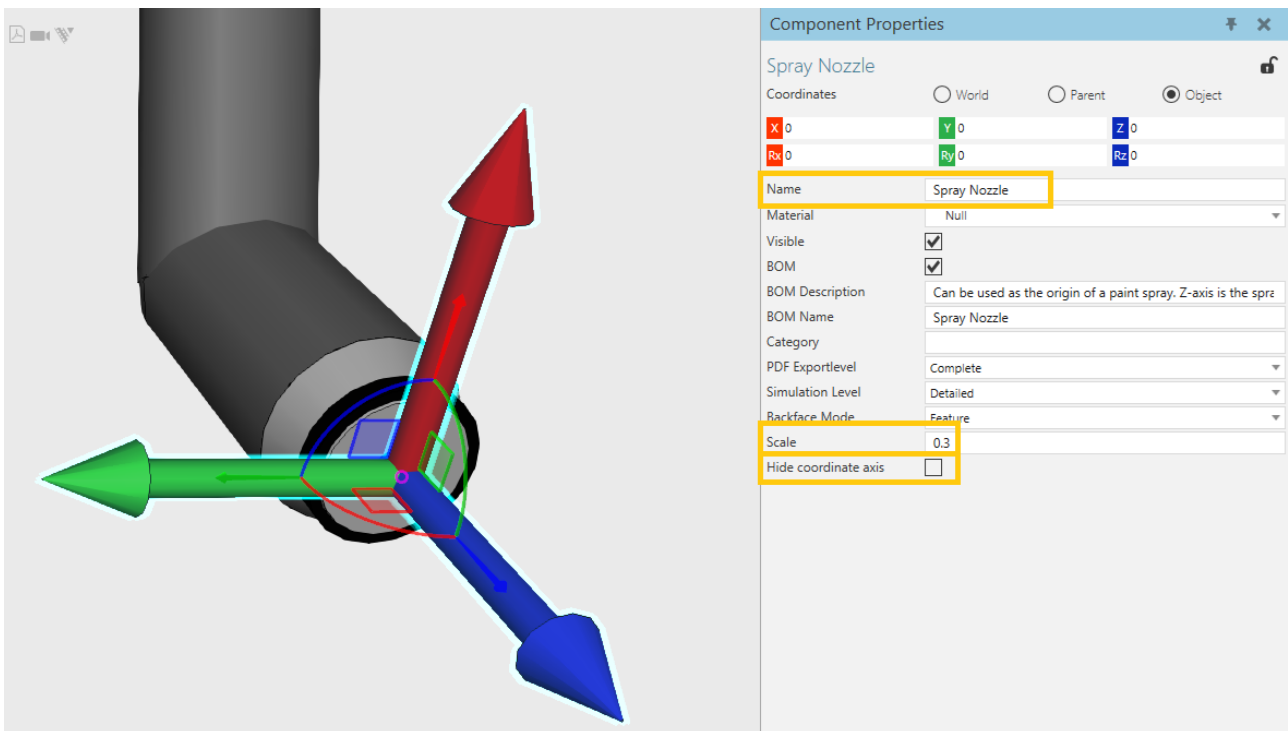 Component Properties
Spray Nozzle
Coordinates World Parent Object
X 0 Y 0 Z 0
Rx 0 Ry 0 Rz 0
Name Spray Nozzle
Material Null
Visible
BOM
BOM Description Can be used as the origin of a paint spray. Z-axis is the spra
BOM Name Spray Nozzle
Category
PDF Exportlevel Complete
Simulation Level Detailed
Backface Mode Feature
Scale 0.3
Hide coordinate axis